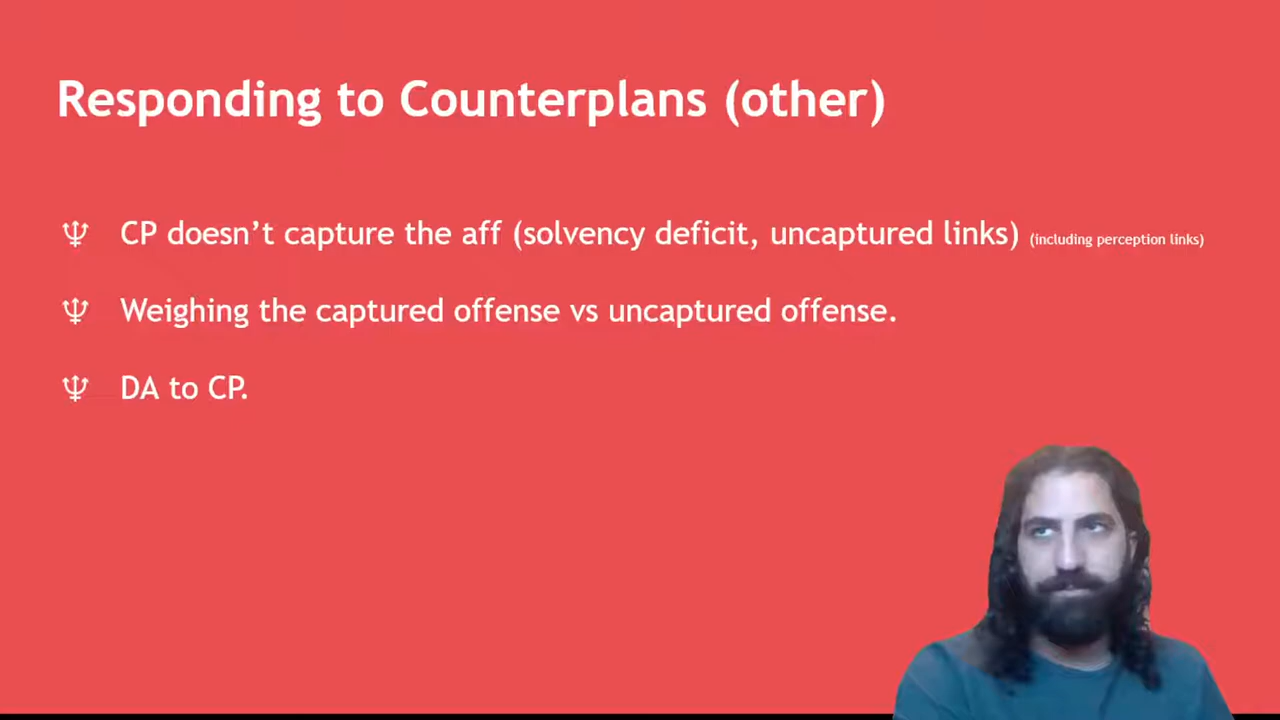 Responding to Counterplans (other)
CP doesn't capture the aff (solvency deficit, uncaptured links) (including perception links)
Weighing the captured offense vs uncaptured offense.
DA to CP.